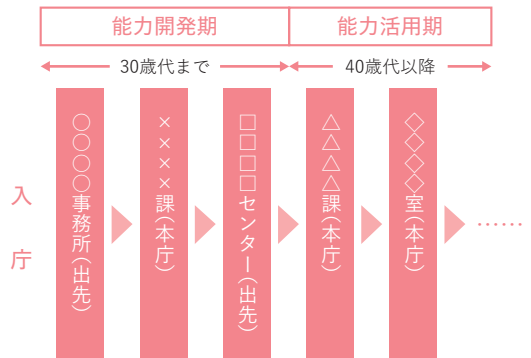 能力開発期
能力活用期
30歳代まで
40歳代以降
入庁
○○○○事務所(出先)
××××課(本庁)
□□□□センター(出先)
△△△△課(本庁)
◇◇◇◇室(本庁)
……